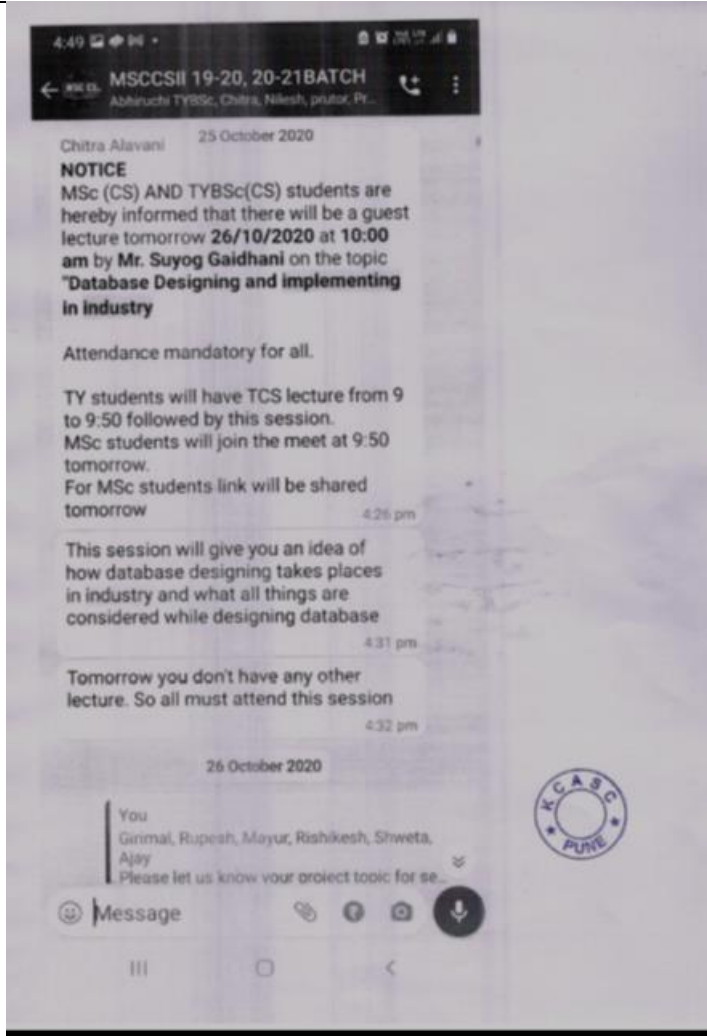 4:49
MSCCSII 19-20, 20-21BATCH
Abhiruchi TYBSc, Chitra, Nilesh, prutor, Pr...
25 October 2020
Chitra Alavani
NOTICE
MSc (CS) AND TYBSc(CS) students are
hereby informed that there will be a guest
lecture tomorrow 26/10/2020 at 10:00
am by Mr. Suyog Gaidhani on the topic
"Database Designing and implementing
in industry
Attendance mandatory for all.
TY students will have TCS lecture from 9
to 9:50 followed by this session.
MSc students will join the meet at 9:50
tomorrow.
For MSc students link will be shared
tomorrow
4:26 pm
This session will give you an idea of
how database designing takes places
in industry and what all things are
considered while designing database
4:31 pm
Tomorrow you don't have any other
lecture. So all must attend this session
4:32 pm
26 October 2020
You
Girimal, Rupesh, Mayur, Rishikesh, Shweta,
Ajay
Please let us know your project topic for se...
Message
KCASC
PUNE